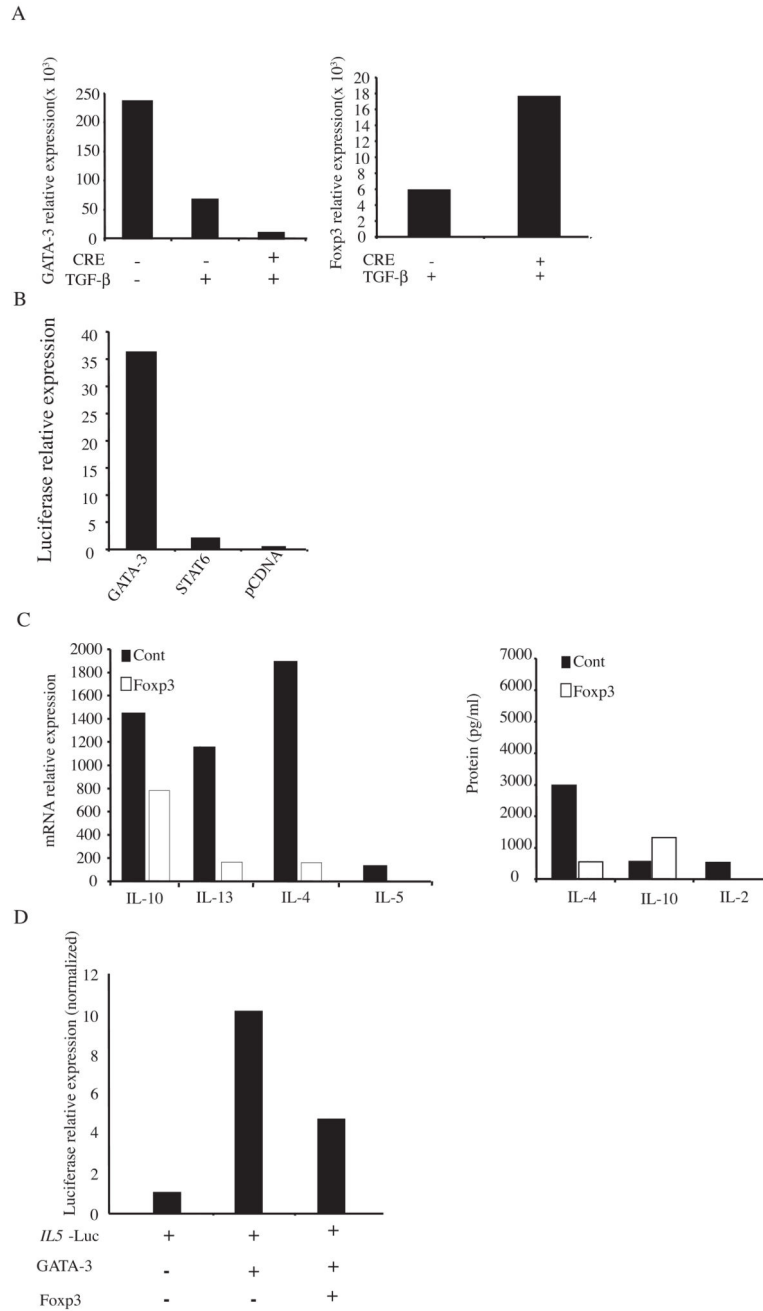 A
GATA-3 relative expression(x 10³)
250
200
150
100
50
0
CRE - - +
TGF-β - + +
Foxp3 relative expression(x 10³)
20
18
16
14
12
10
8
6
4
2
0
CRE - +
TGF-β + +
B
Luciferase relative expression
40
35
30
25
20
15
10
5
0
GATA-3
STAT6
pCDNA
C
mRNA relative expression
2000
1800
1600
1400
1200
1000
800
600
400
200
0
Cont
Foxp3
IL-10 IL-13 IL-4 IL-5
Protein (pg/ml)
7000
6000
5000
4000
3000
2000
1000
0
Cont
Foxp3
IL-4 IL-10 IL-2
D
Luciferase relative expression (normalized)
12
10
8
6
4
2
0
IL5 -Luc + + +
GATA-3 - + +
Foxp3 - - +